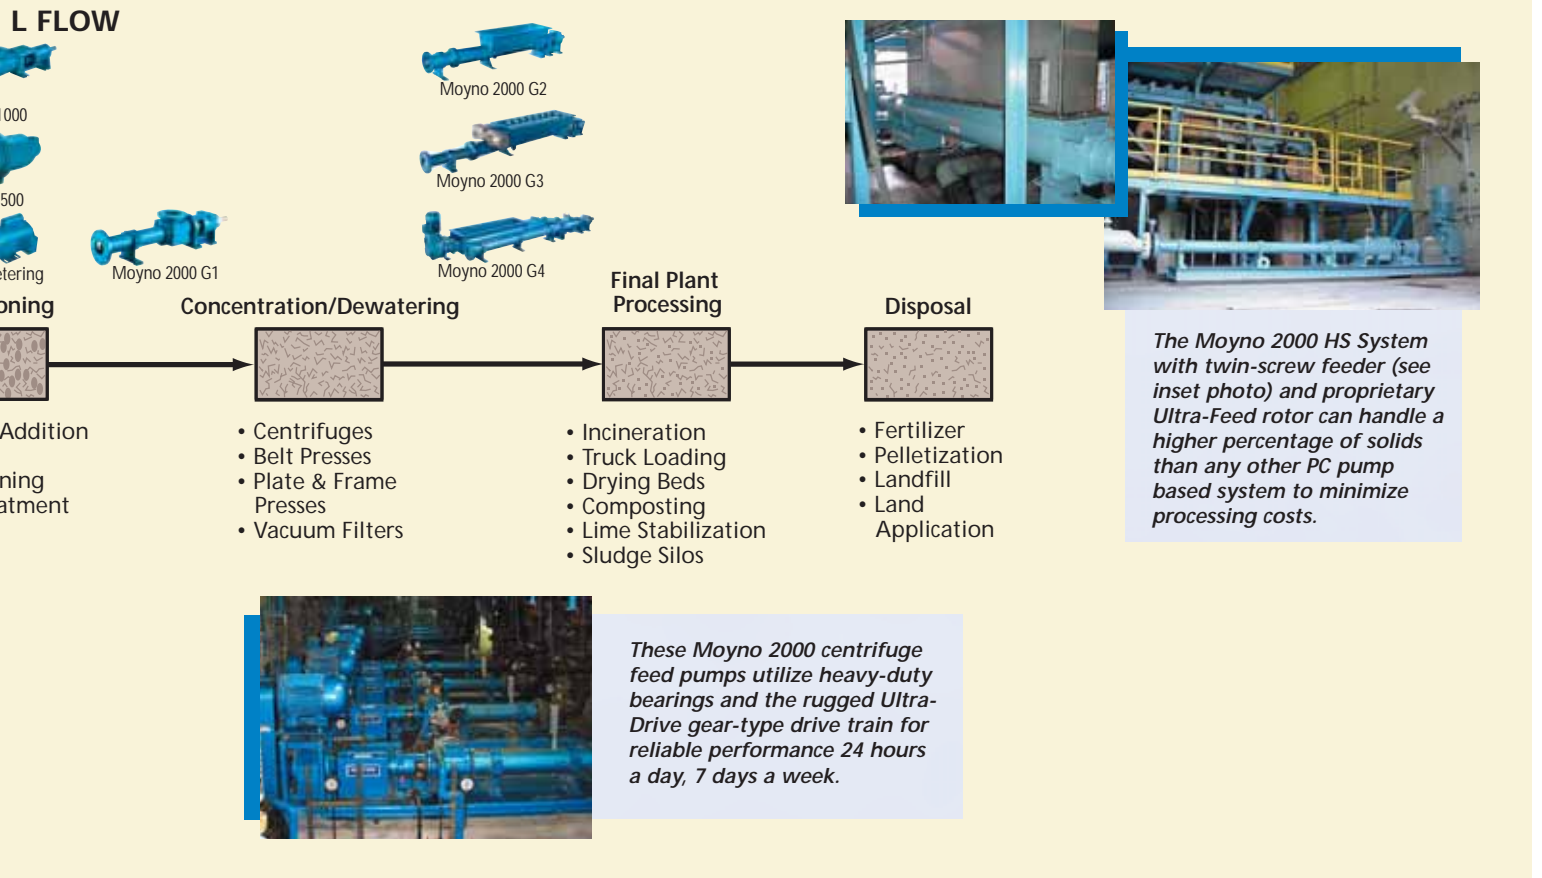 L FLOW
Moyno 2000 G2
1000
Moyno 2000 G3
500
Moyno 2000 G4
etering
Moyno 2000 G1
oning
Concentration/Dewatering
Final Plant
Processing
Disposal
Addition
ning
atment
• Centrifuges
• Belt Presses
• Plate & Frame
Presses
• Vacuum Filters
• Incineration
• Truck Loading
• Drying Beds
• Composting
• Lime Stabilization
• Sludge Silos
• Fertilizer
• Pelletization
• Landfill
• Land
Application
The Moyno 2000 HS System
with twin-screw feeder (see
inset photo) and proprietary
Ultra-Feed rotor can handle a
higher percentage of solids
than any other PC pump
based system to minimize
processing costs.
These Moyno 2000 centrifuge
feed pumps utilize heavy-duty
bearings and the rugged Ultra-
Drive gear-type drive train for
reliable performance 24 hours
a day, 7 days a week.